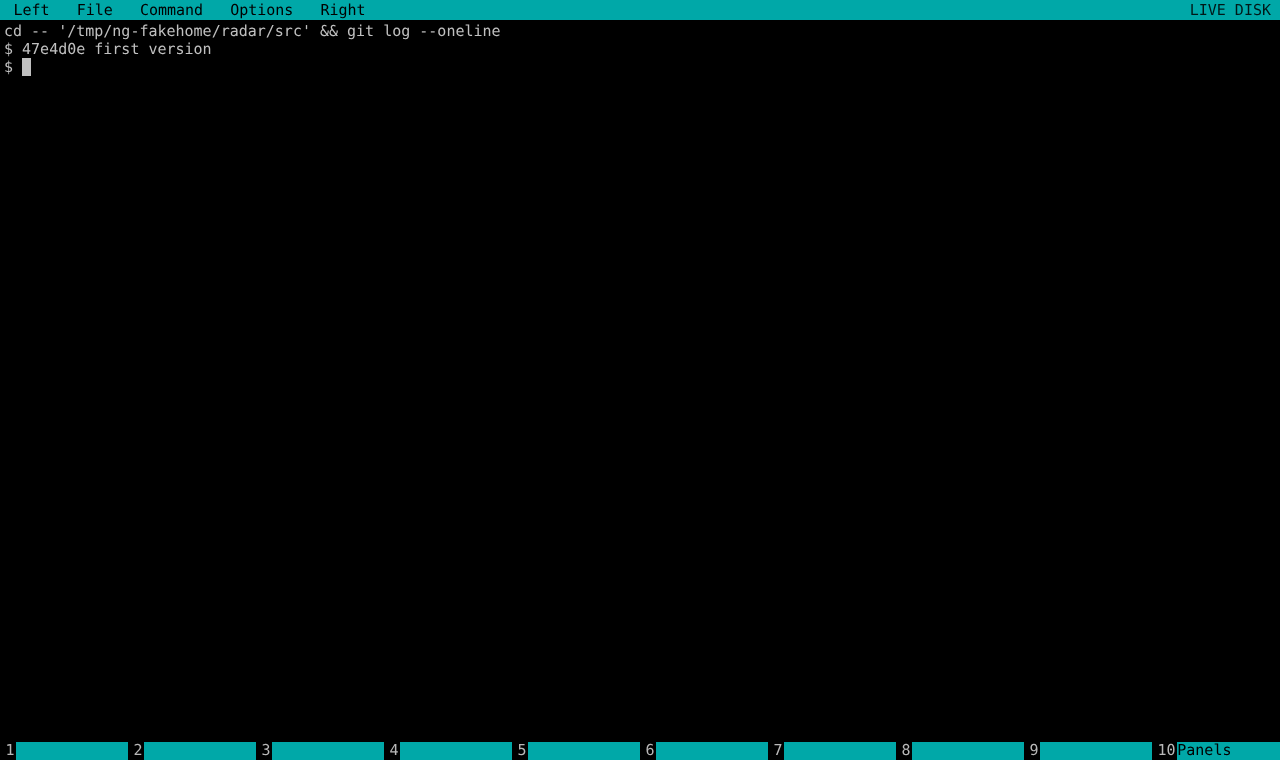 Left File Command Options Right LIVE DISK
cd -- '/tmp/ng-fakehome/radar/src' && git log --oneline
$ 47e4d0e first version
$
1 2 3 4 5 6 7 8 9 10Panels